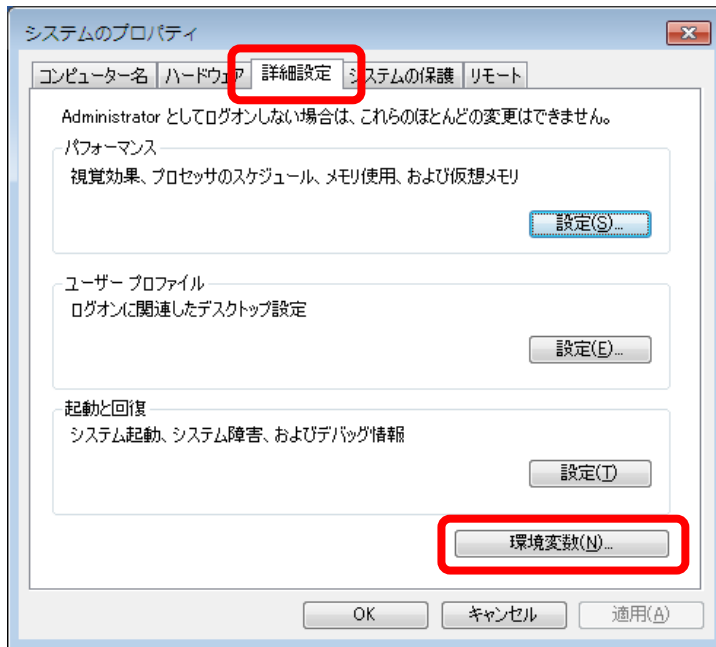 システムのプロパティ
コンピューター名 ハードウェア 詳細設定 システムの保護 リモート
Administrator としてログオンしない場合は、これらのほとんどの変更はできません。
パフォーマンス
視覚効果、プロセッサのスケジュール、メモリ使用、および仮想メモリ
設定(S)...
ユーザー プロファイル
ログオンに関連したデスクトップ設定
設定(E)...
起動と回復
システム起動、システム障害、およびデバッグ情報
設定(T)
環境変数(N)...
OK キャンセル 適用(A)